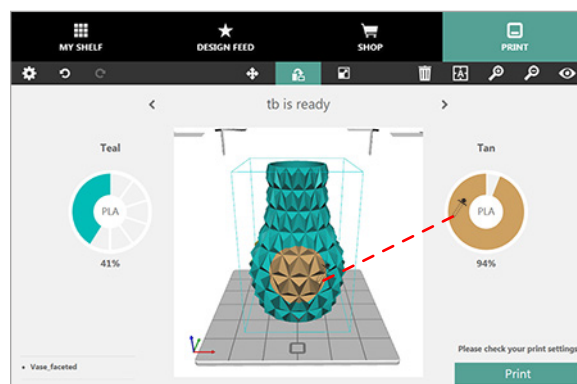 MY SHELF
DESIGN FEED
SHOP
PRINT
A
tb is ready
Teal
Tan
PLA
PLA
41%
94%
Please check your print settings
• Vase_faceted
Print